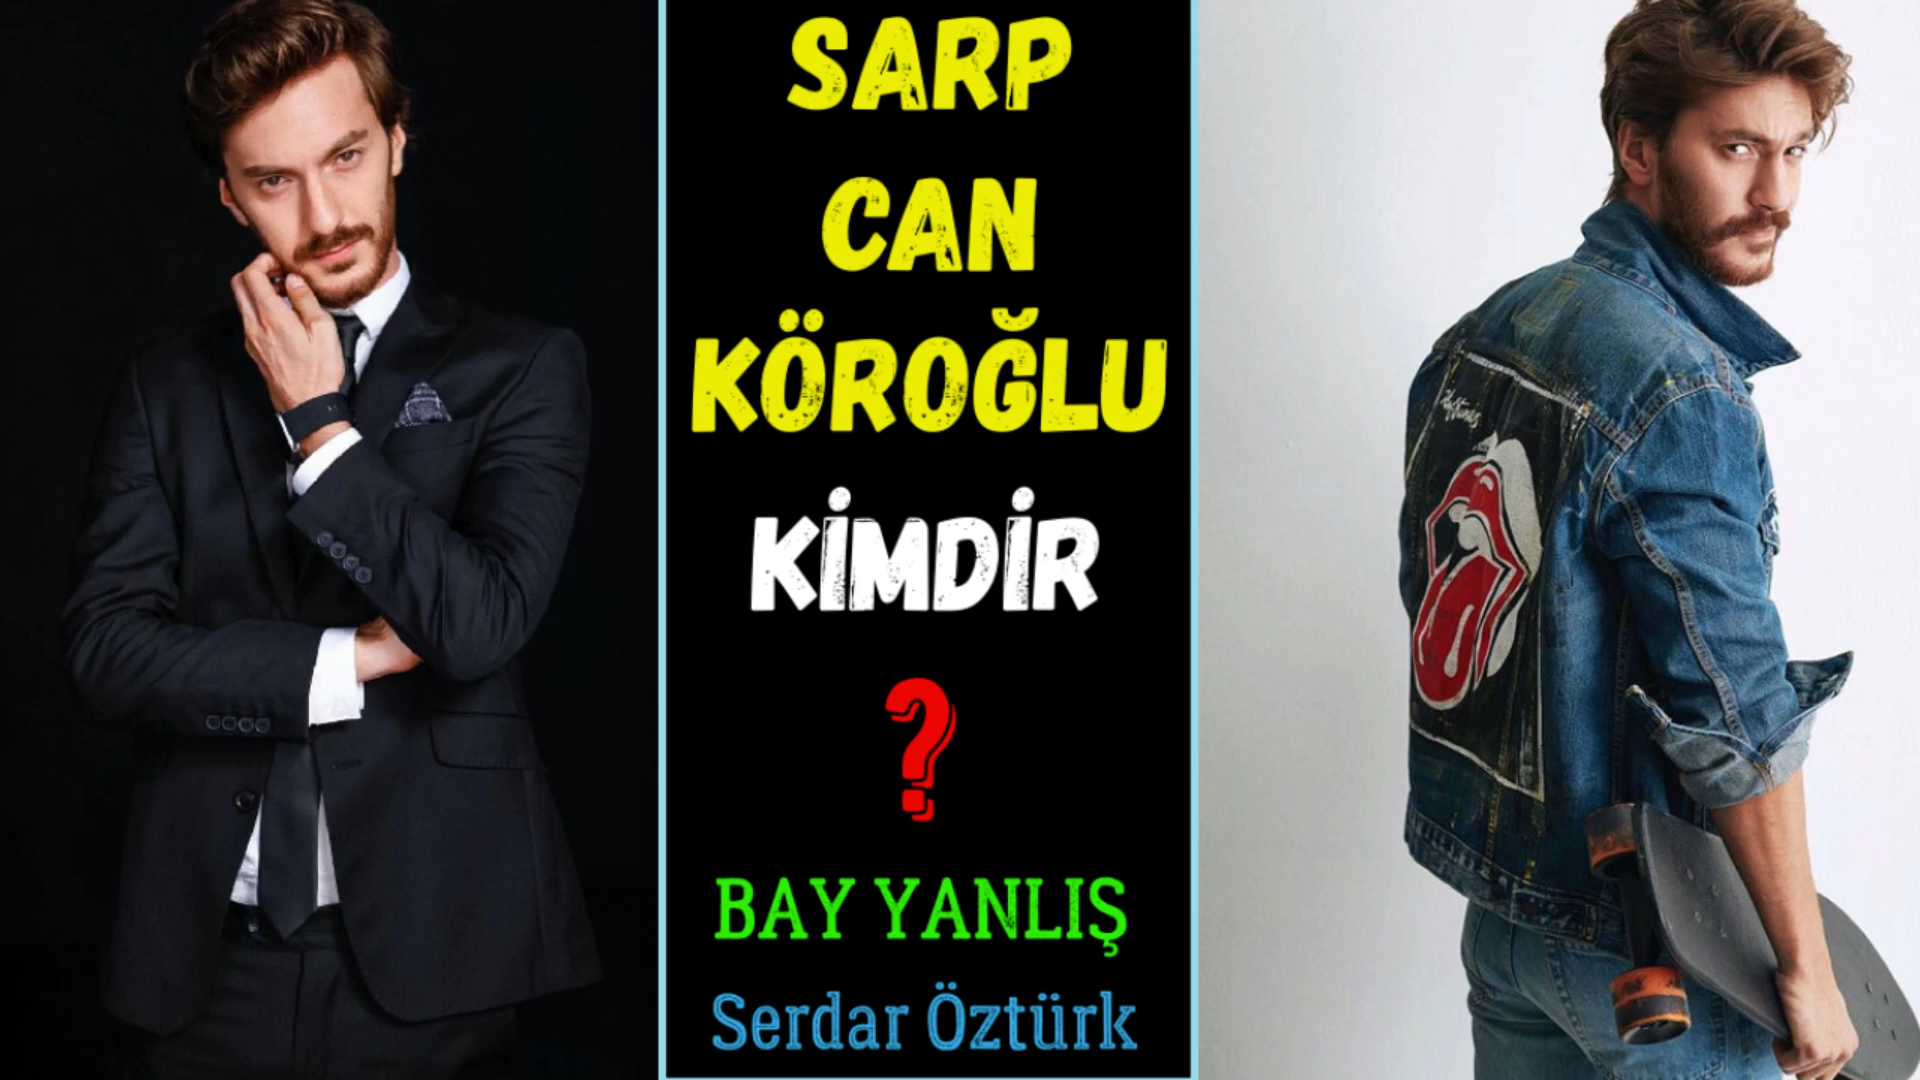 SARP
CAN
KÖROĞLU
KİMDİR
?
BAY YANLIŞ
Serdar Öztürk